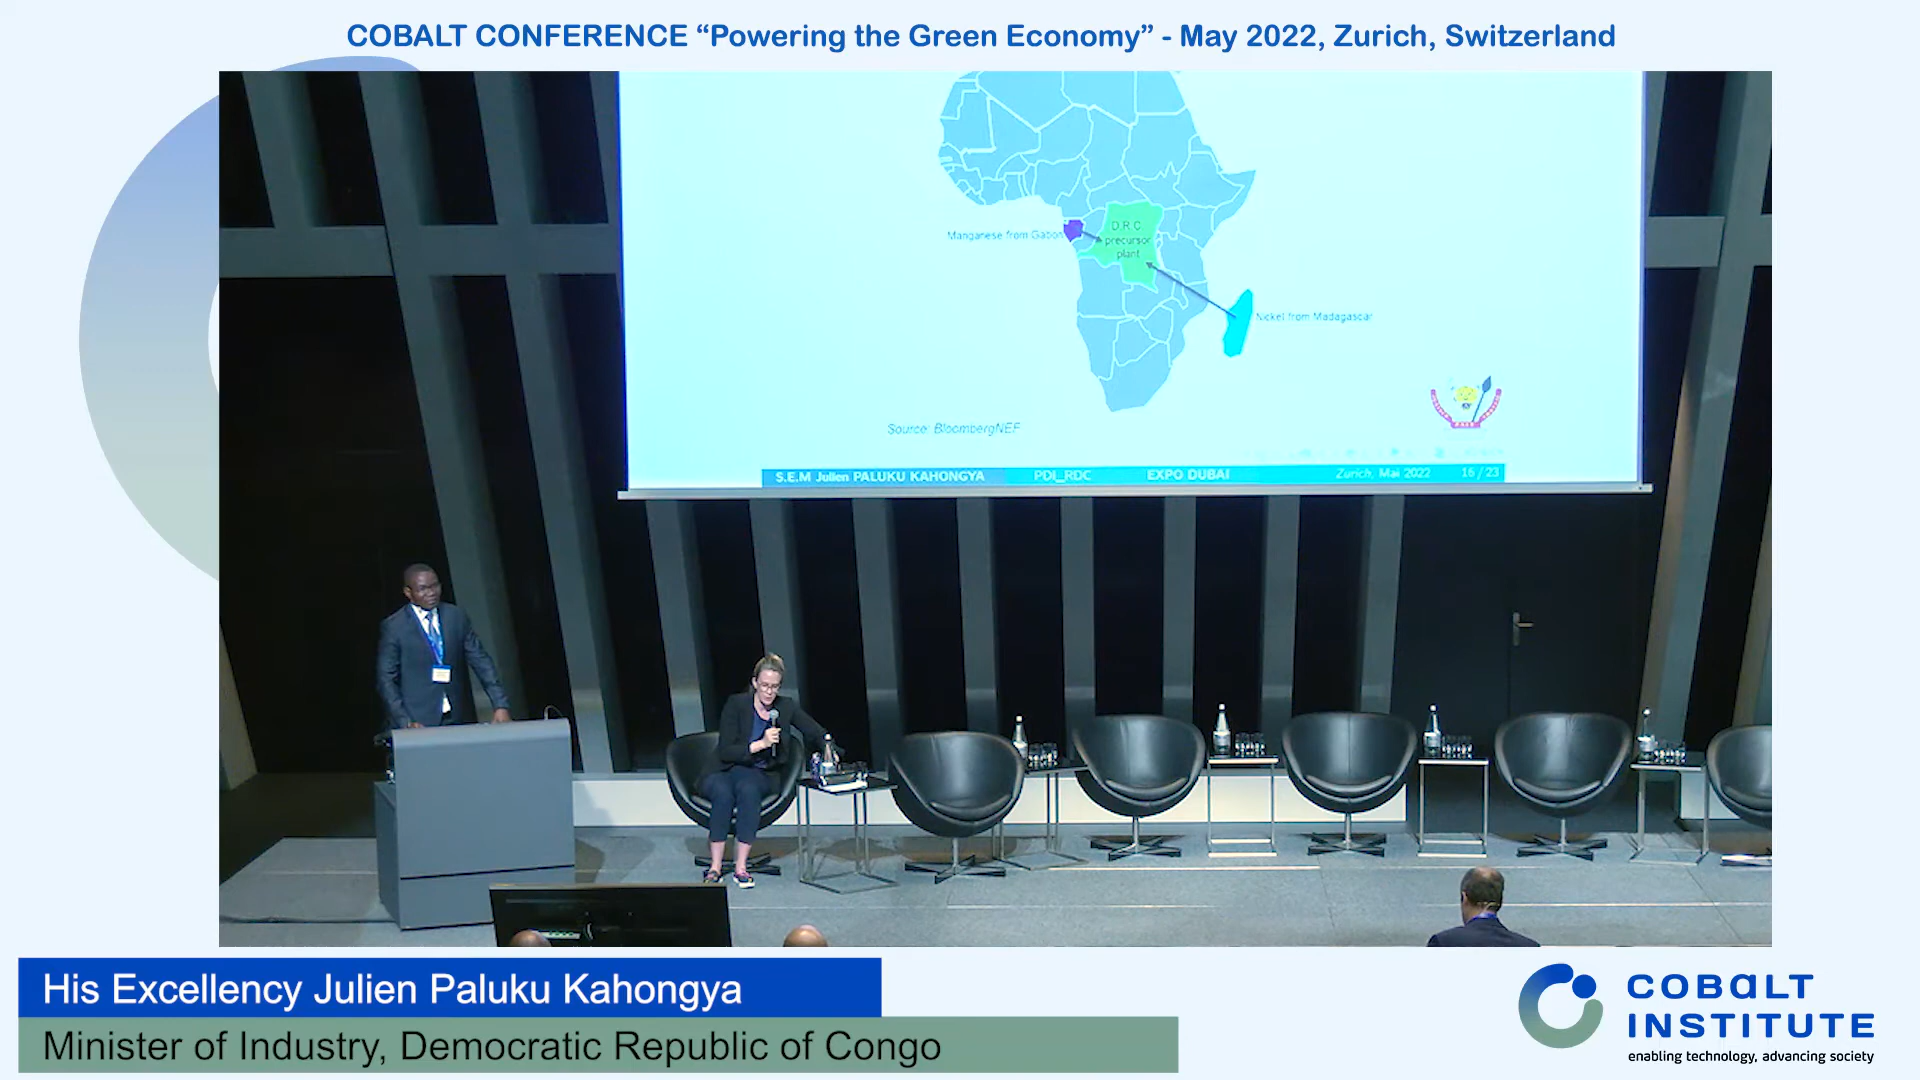 COBALT CONFERENCE “Powering the Green Economy” - May 2022, Zurich, Switzerland
Manganese from Gabon
D.R.C.
precursor
plant
Nickel from Madagascar
Source: BloombergNEF
S.E.M Julien PALUKU KAHONGYA PDI_RDC EXPO DUBAI Zurich, Mai 2022 16 / 23
His Excellency Julien Paluku Kahongya
Minister of Industry, Democratic Republic of Congo
COBALT
INSTITUTE
enabling technology, advancing society